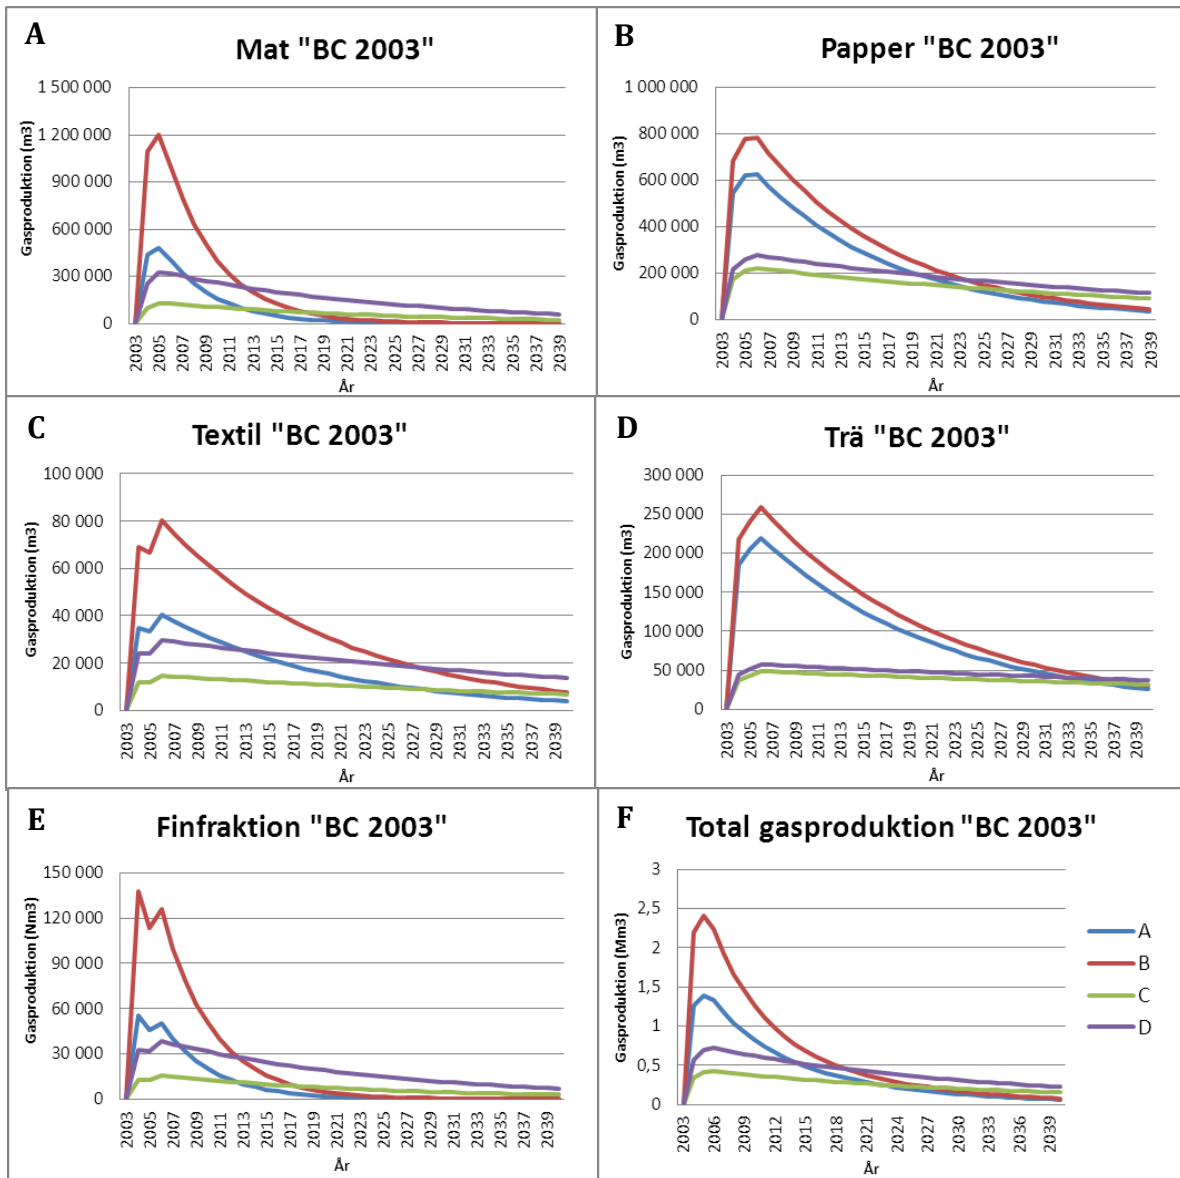 A
Mat "BC 2003"
Gasproduktion (m3)
1 500 000
1 200 000
900 000
600 000
300 000
0
2003 2005 2007 2009 2011 2013 2015 2017 2019 2021 2023 2025 2027 2029 2031 2033 2035 2037 2039
År
B
Papper "BC 2003"
Gasproduktion (m3)
1 000 000
800 000
600 000
400 000
200 000
0
2003 2005 2007 2009 2011 2013 2015 2017 2019 2021 2023 2025 2027 2029 2031 2033 2035 2037 2039
År
C
Textil "BC 2003"
Gasproduktion (m3)
100 000
80 000
60 000
40 000
20 000
0
2003 2005 2007 2009 2011 2013 2015 2017 2019 2021 2023 2025 2027 2029 2031 2033 2035 2037 2039
År
D
Trä "BC 2003"
Gasproduktion (m3)
300 000
250 000
200 000
150 000
100 000
50 000
0
2003 2005 2007 2009 2011 2013 2015 2017 2019 2021 2023 2025 2027 2029 2031 2033 2035 2037 2039
År
E
Finfraktion "BC 2003"
Gasproduktion (Nm3)
150 000
120 000
90 000
60 000
30 000
0
2003 2005 2007 2009 2011 2013 2015 2017 2019 2021 2023 2025 2027 2029 2031 2033 2035 2037 2039
År
F
Total gasproduktion "BC 2003"
Gasproduktion (Mm3)
3
2,5
2
1,5
1
0,5
0
2003 2006 2009 2012 2015 2018 2021 2024 2027 2030 2033 2036 2039
År
A
B
C
D